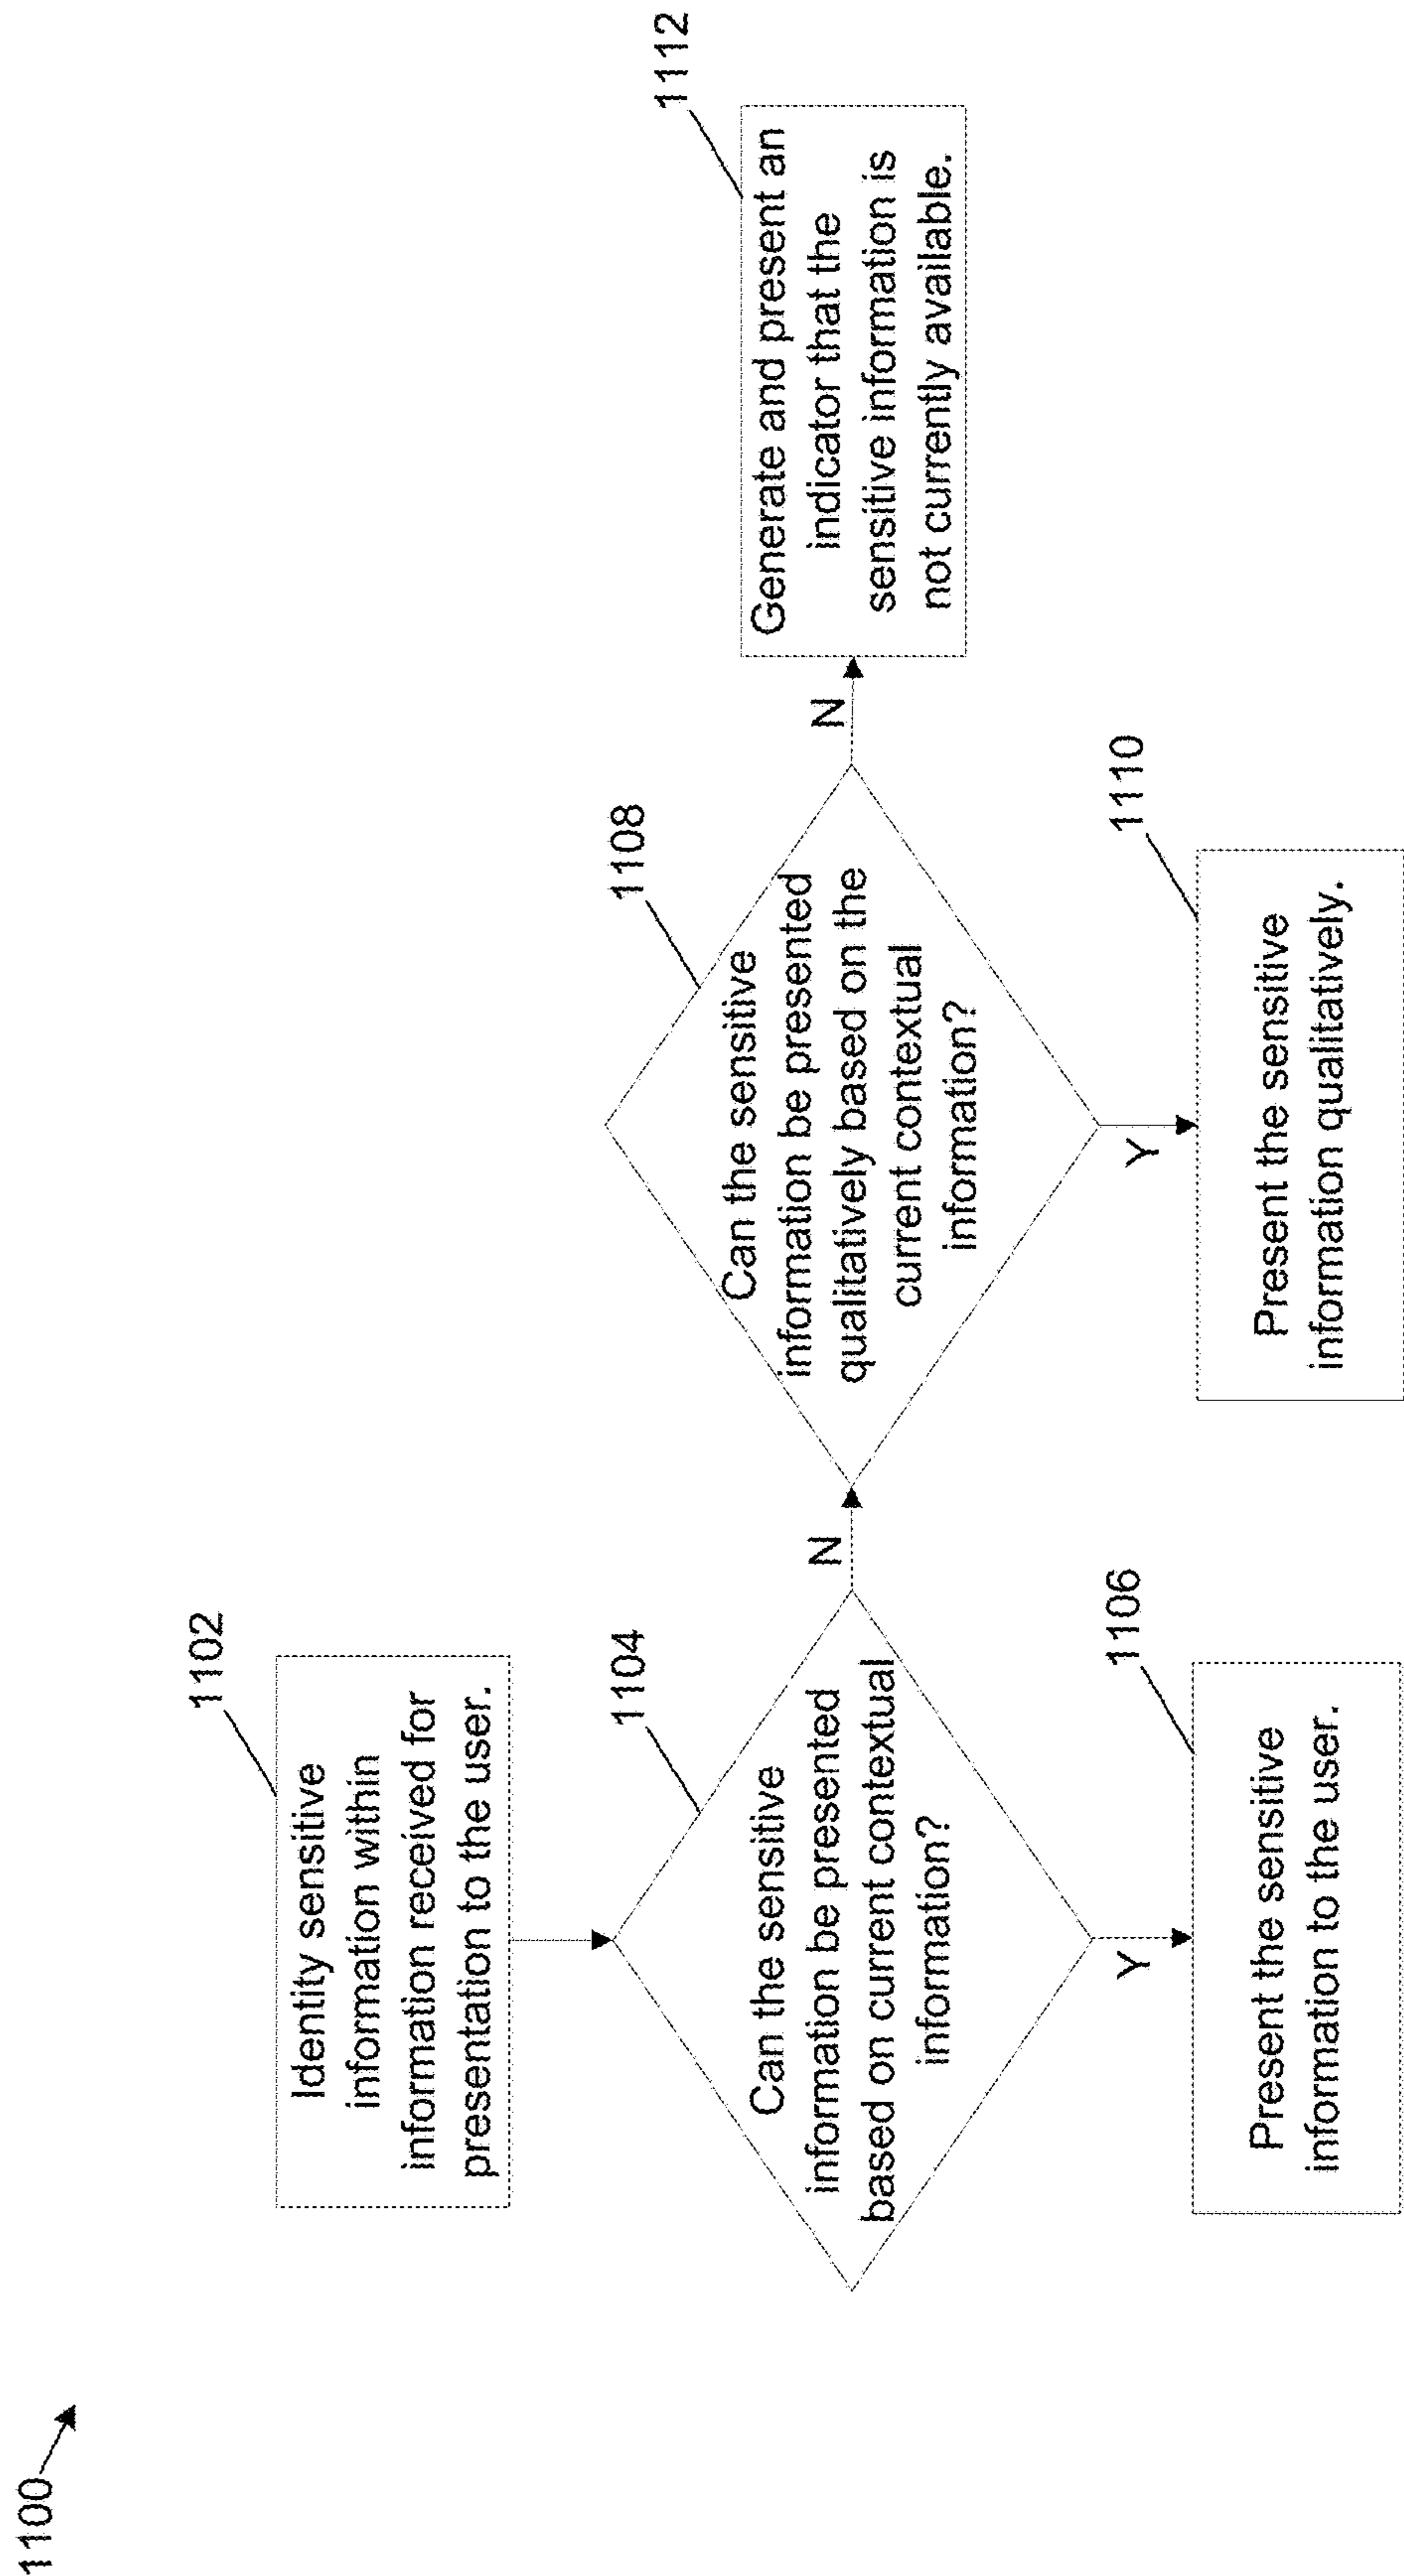 1100
1102
Identity sensitive
information within
information received for
presentation to the user.
1104
Can the sensitive
information be presented
based on current contextual
information?
N
Y
1106
Present the sensitive
information to the user.
1108
Can the sensitive
information be presented
qualitatively based on the
current contextual
information?
N
Y
1110
Present the sensitive
information qualitatively.
1112
Generate and present an
indicator that the
sensitive information is
not currently available.